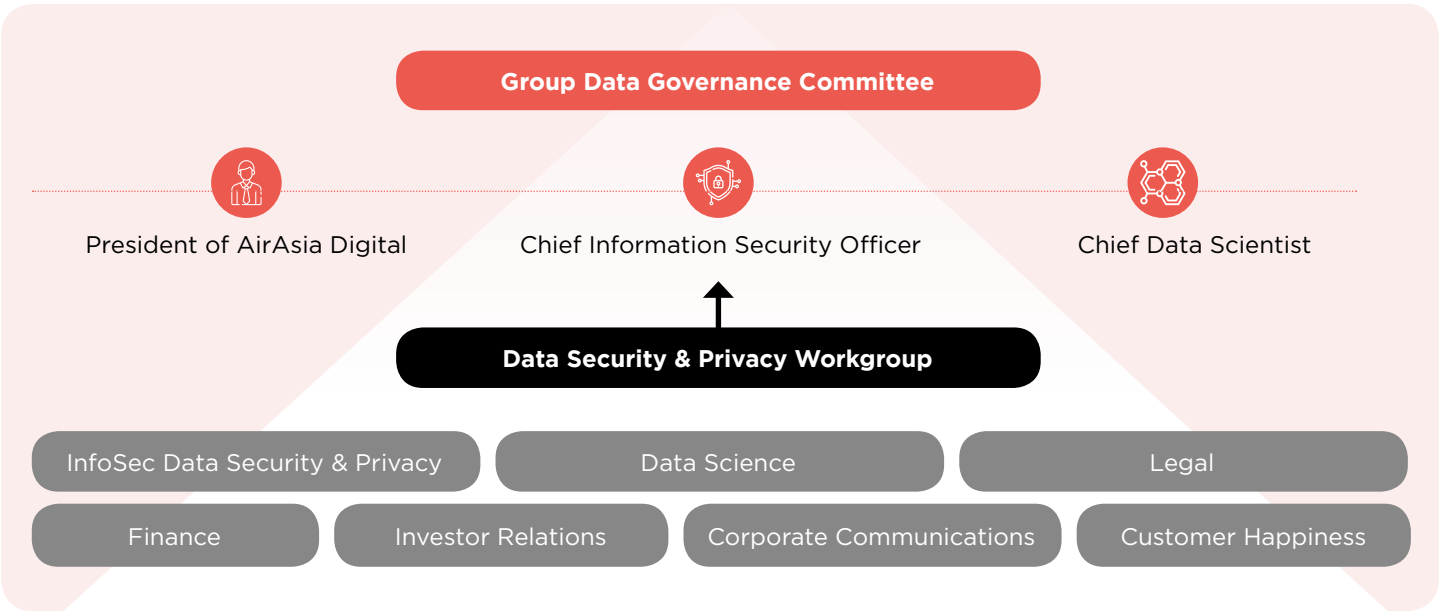 Group Data Governance Committee
President of AirAsia Digital
Chief Information Security Officer
Chief Data Scientist
Data Security & Privacy Workgroup
InfoSec Data Security & Privacy
Data Science
Legal
Finance
Investor Relations
Corporate Communications
Customer Happiness